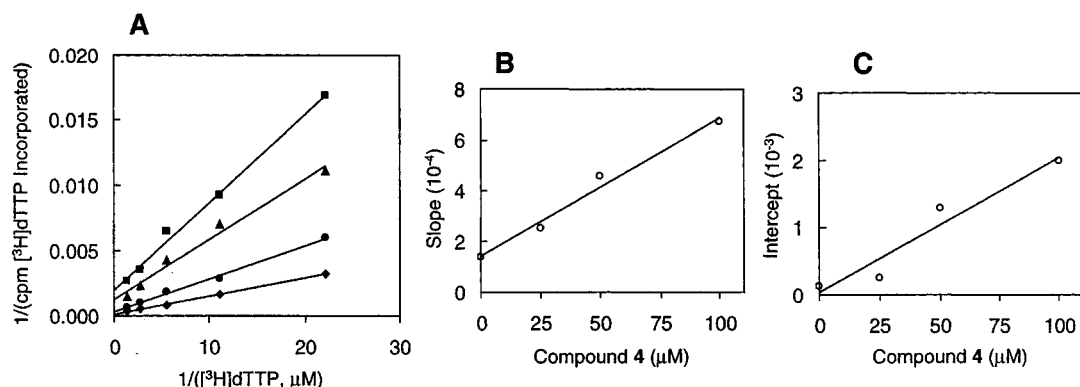 A
1/(cpm [³H]dTTP Incorporated)
0.020
0.015
0.010
0.005
0.000
0 10 20 30
1/([³H]dTTP, μM)
B
Slope (10⁻⁴)
8
6
4
2
0
0 25 50 75 100
Compound 4 (μM)
C
Intercept (10⁻³)
3
2
1
0
0 25 50 75 100
Compound 4 (μM)